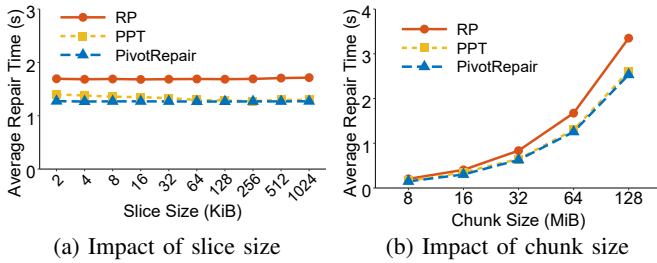 Average Repair Time (s)
3
2
1
0
RP
PPT
PivotRepair
2
4
8
16
32
64
128
256
512
1024
Slice Size (KiB)
(a) Impact of slice size
Average Repair Time (s)
4
3
2
1
0
RP
PPT
PivotRepair
8
16
32
64
128
Chunk Size (MiB)
(b) Impact of chunk size